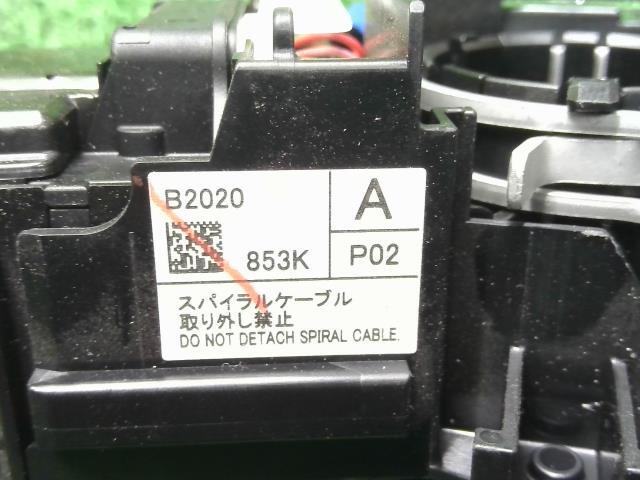 B2020
A
853K
P02
スパイラルケーブル
取り外し禁止
DO NOT DETACH SPIRAL CABLE.